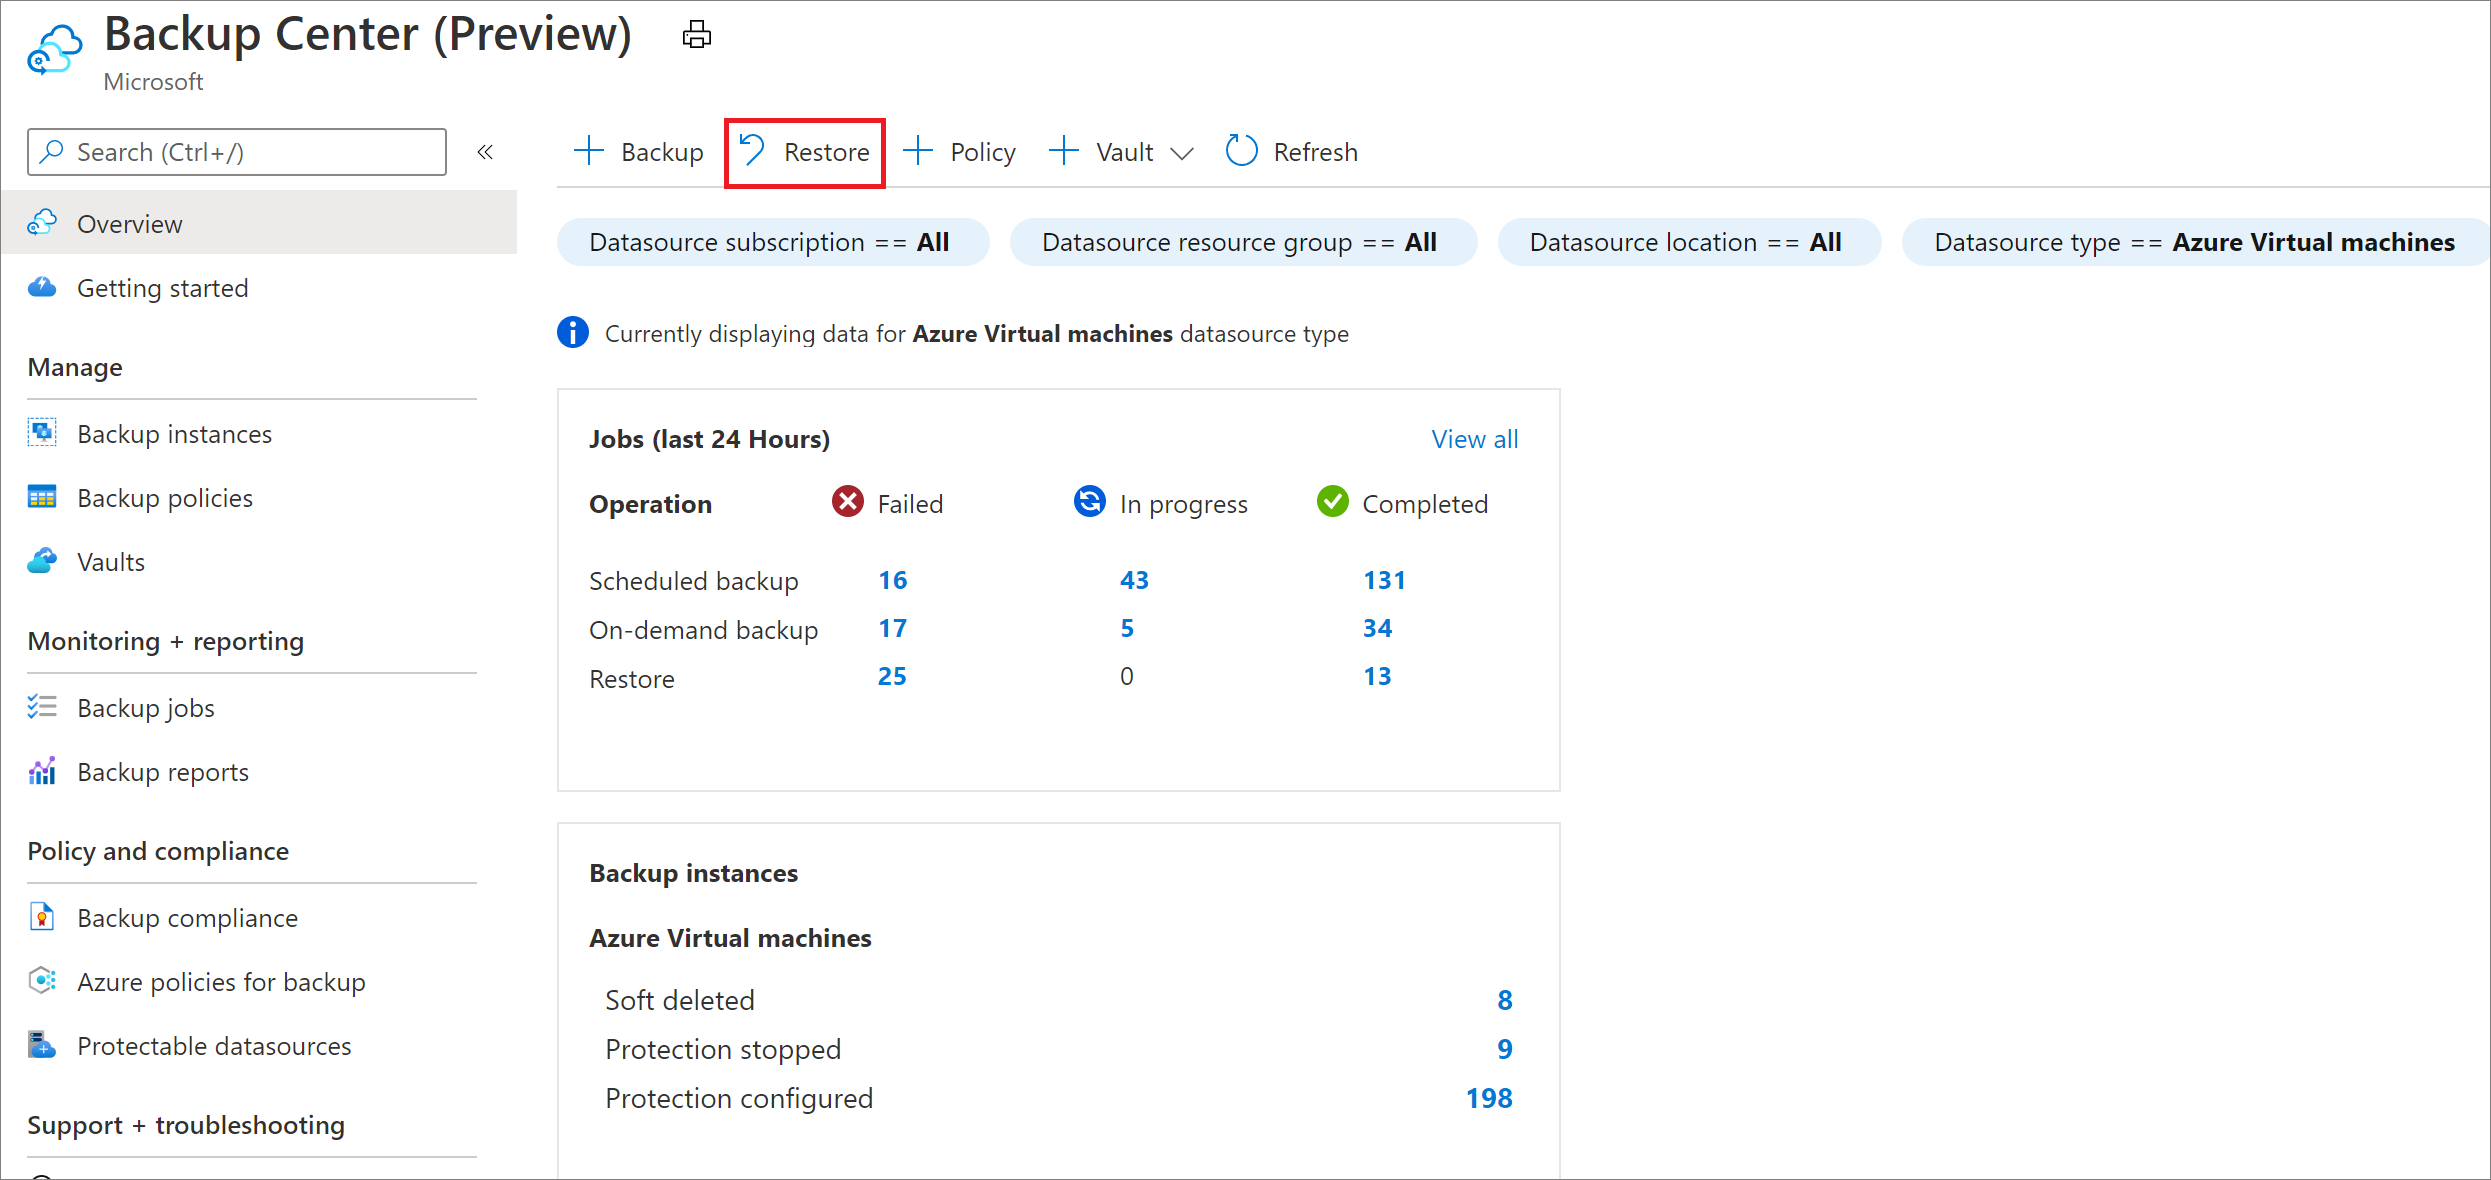 Backup Center (Preview)
Microsoft
Search (Ctrl+/)
«
Overview
Getting started
Manage
Backup instances
Backup policies
Vaults
Monitoring + reporting
Backup jobs
Backup reports
Policy and compliance
Backup compliance
Azure policies for backup
Protectable datasources
Support + troubleshooting
Backup Restore Policy Vault Refresh
Datasource subscription == All Datasource resource group == All Datasource location == All Datasource type == Azure Virtual machines
Currently displaying data for Azure Virtual machines datasource type
Jobs (last 24 Hours) View all
Operation Failed In progress Completed
Scheduled backup 16 43 131
On-demand backup 17 5 34
Restore 25 0 13
Backup instances
Azure Virtual machines
Soft deleted 8
Protection stopped 9
Protection configured 198